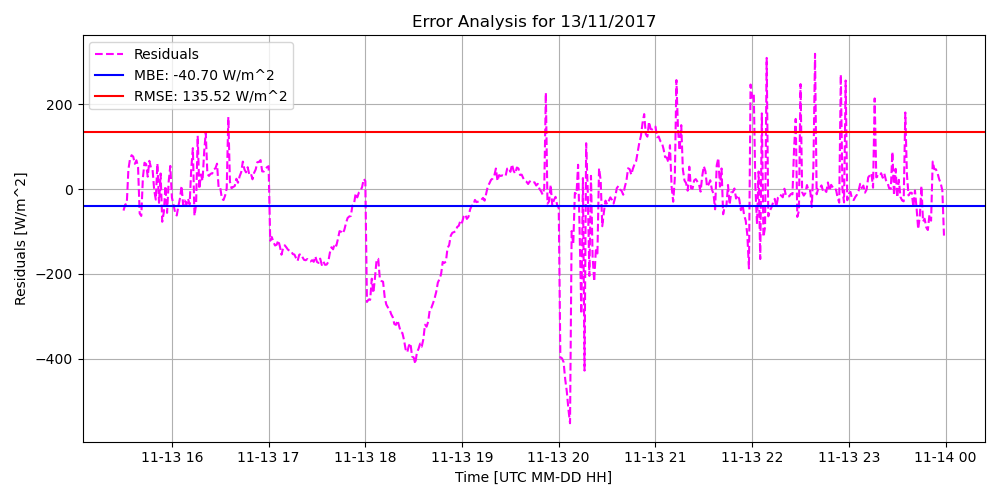 Error Analysis for 13/11/2017
Residuals
MBE: -40.70 W/m^2
RMSE: 135.52 W/m^2
Residuals [W/m^2]
200
0
−200
−400
11-13 16 11-13 17 11-13 18 11-13 19 11-13 20 11-13 21 11-13 22 11-13 23 11-14 00
Time [UTC MM-DD HH]